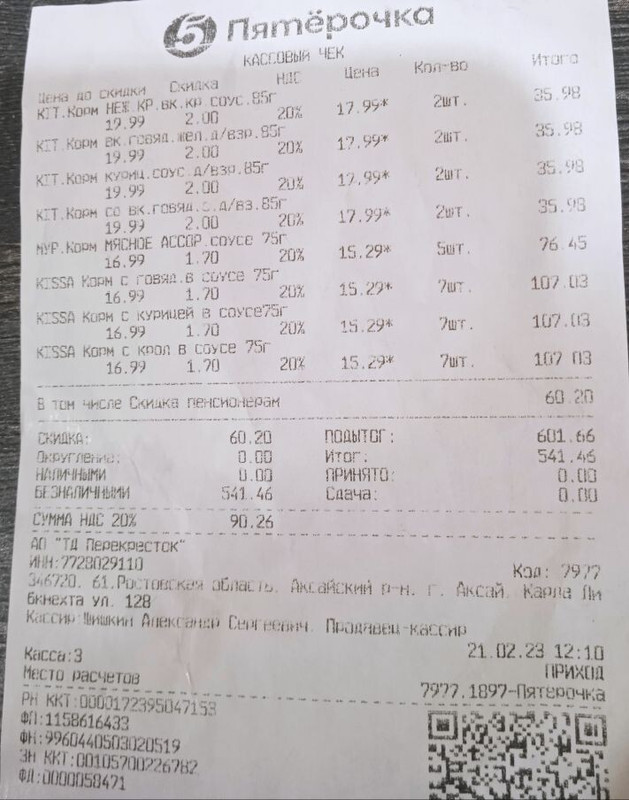 5 Пятёрочка
КАССОВЫЙ ЧЕК
Цена до скидки Скидка НДС Цена Кол-во Итого
KIT.Корм НЕЖ.КР.ВК.КР.СОУС.85г
19.99 2.00 20% 17.99* 2шт. 35.98
KIT.Корм ВК.ГОВЯД.ЖЕЛ.Д/ВЗР.85г
19.99 2.00 20% 17.99* 2шт. 35.98
KIT.Корм КУРИЦ.СОУС.Д/ВЗР.85г
19.99 2.00 20% 17.99* 2шт. 35.98
KIT.Корм СО ВК.ГОВЯД.С.Д/ВЗ.85г
19.99 2.00 20% 17.99* 2шт. 35.98
МУР.Корм МЯСНОЕ АССОР.СОУСЕ 75г
16.99 1.70 20% 15.29* 5шт. 76.45
KISSA Корм С ГОВЯД.В СОУСЕ 75г
16.99 1.70 20% 15.29* 7шт. 107.03
KISSA Корм С КУРИЦЕЙ В СОУСЕ75г
16.99 1.70 20% 15.29* 7шт. 107.03
KISSA Корм С КРОЛ В СОУСЕ 75г
16.99 1.70 20% 15.29* 7шт. 107.03
В том числе Скидка пенсионерам 60.20
СКИДКА: 60.20 ПОДЫТОГ: 601.66
Округление: 0.00 Итог: 541.46
НАЛИЧНЫМИ 0.00 ПРИНЯТО: 0.00
БЕЗНАЛИЧНЫМИ 541.46 Сдача: 0.00
СУММА НДС 20% 90.26
АО "ТД Перекресток"
ИНН:7728029110 Код: 7977
346720, 61,Ростовская область, Аксайский р-н, г. Аксай, Карла Ли
бкнехта ул. 128
Кассир:Шишкин Александр Сергеевич, Продавец-кассир
Касса:3 21.02.23 12:10
Место расчетов ПРИХОД
7977.1897-Пятерочка
РН ККТ:0000172395047153
ФП:1158616433
ФН:9960440503020519
ЗН ККТ:00105700226782
ФД:0000058471